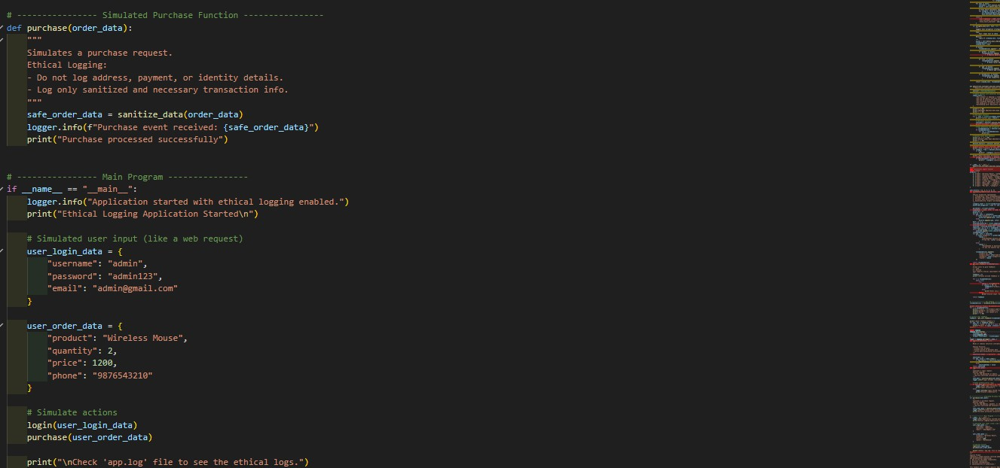 # ---------------- Simulated Purchase Function ----------------
def purchase(order_data):
    """
    Simulates a purchase request.
    Ethical Logging:
    - Do not log address, payment, or identity details.
    - Log only sanitized and necessary transaction info.
    """
    safe_order_data = sanitize_data(order_data)
    logger.info(f"Purchase event received: {safe_order_data}")
    print("Purchase processed successfully")
# ---------------- Main Program ----------------
if __name__ == "__main__":
    logger.info("Application started with ethical logging enabled.")
    print("Ethical Logging Application Started\n")
    # Simulated user input (like a web request)
    user_login_data = {
        "username": "admin",
        "password": "admin123",
        "email": "admin@gmail.com"
    }
    user_order_data = {
        "product": "Wireless Mouse",
        "quantity": 2,
        "price": 1200,
        "phone": "9876543210"
    }
    # Simulate actions
    login(user_login_data)
    purchase(user_order_data)
    print("\nCheck 'app.log' file to see the ethical logs.")